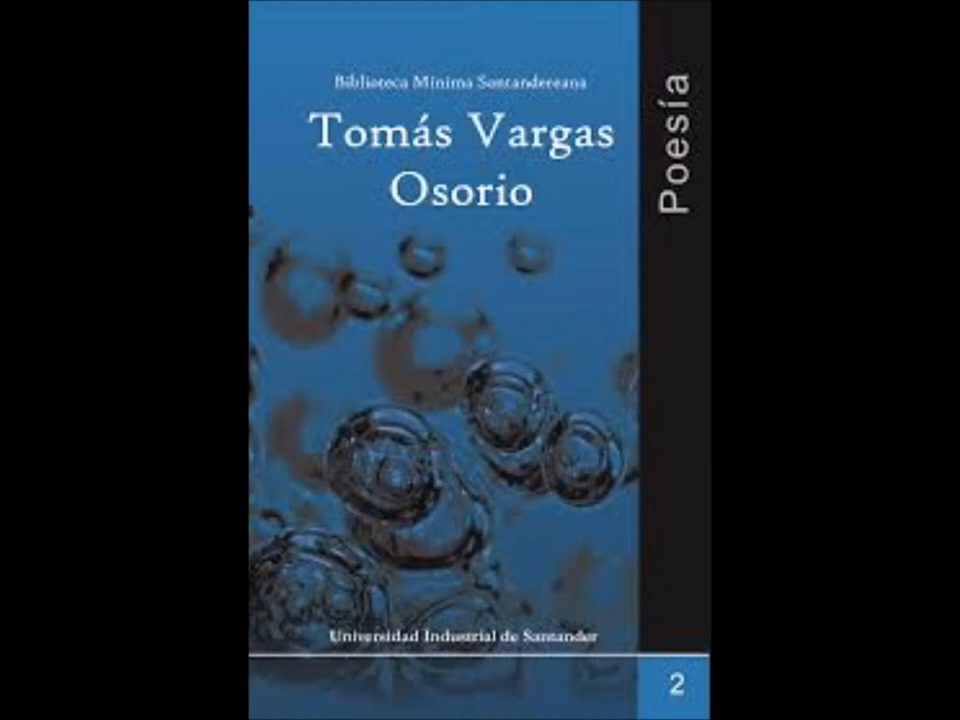 Biblioteca Mínima Santandereana
Tomás Vargas
Osorio
Poesía
Universidad Industrial de Santander
2